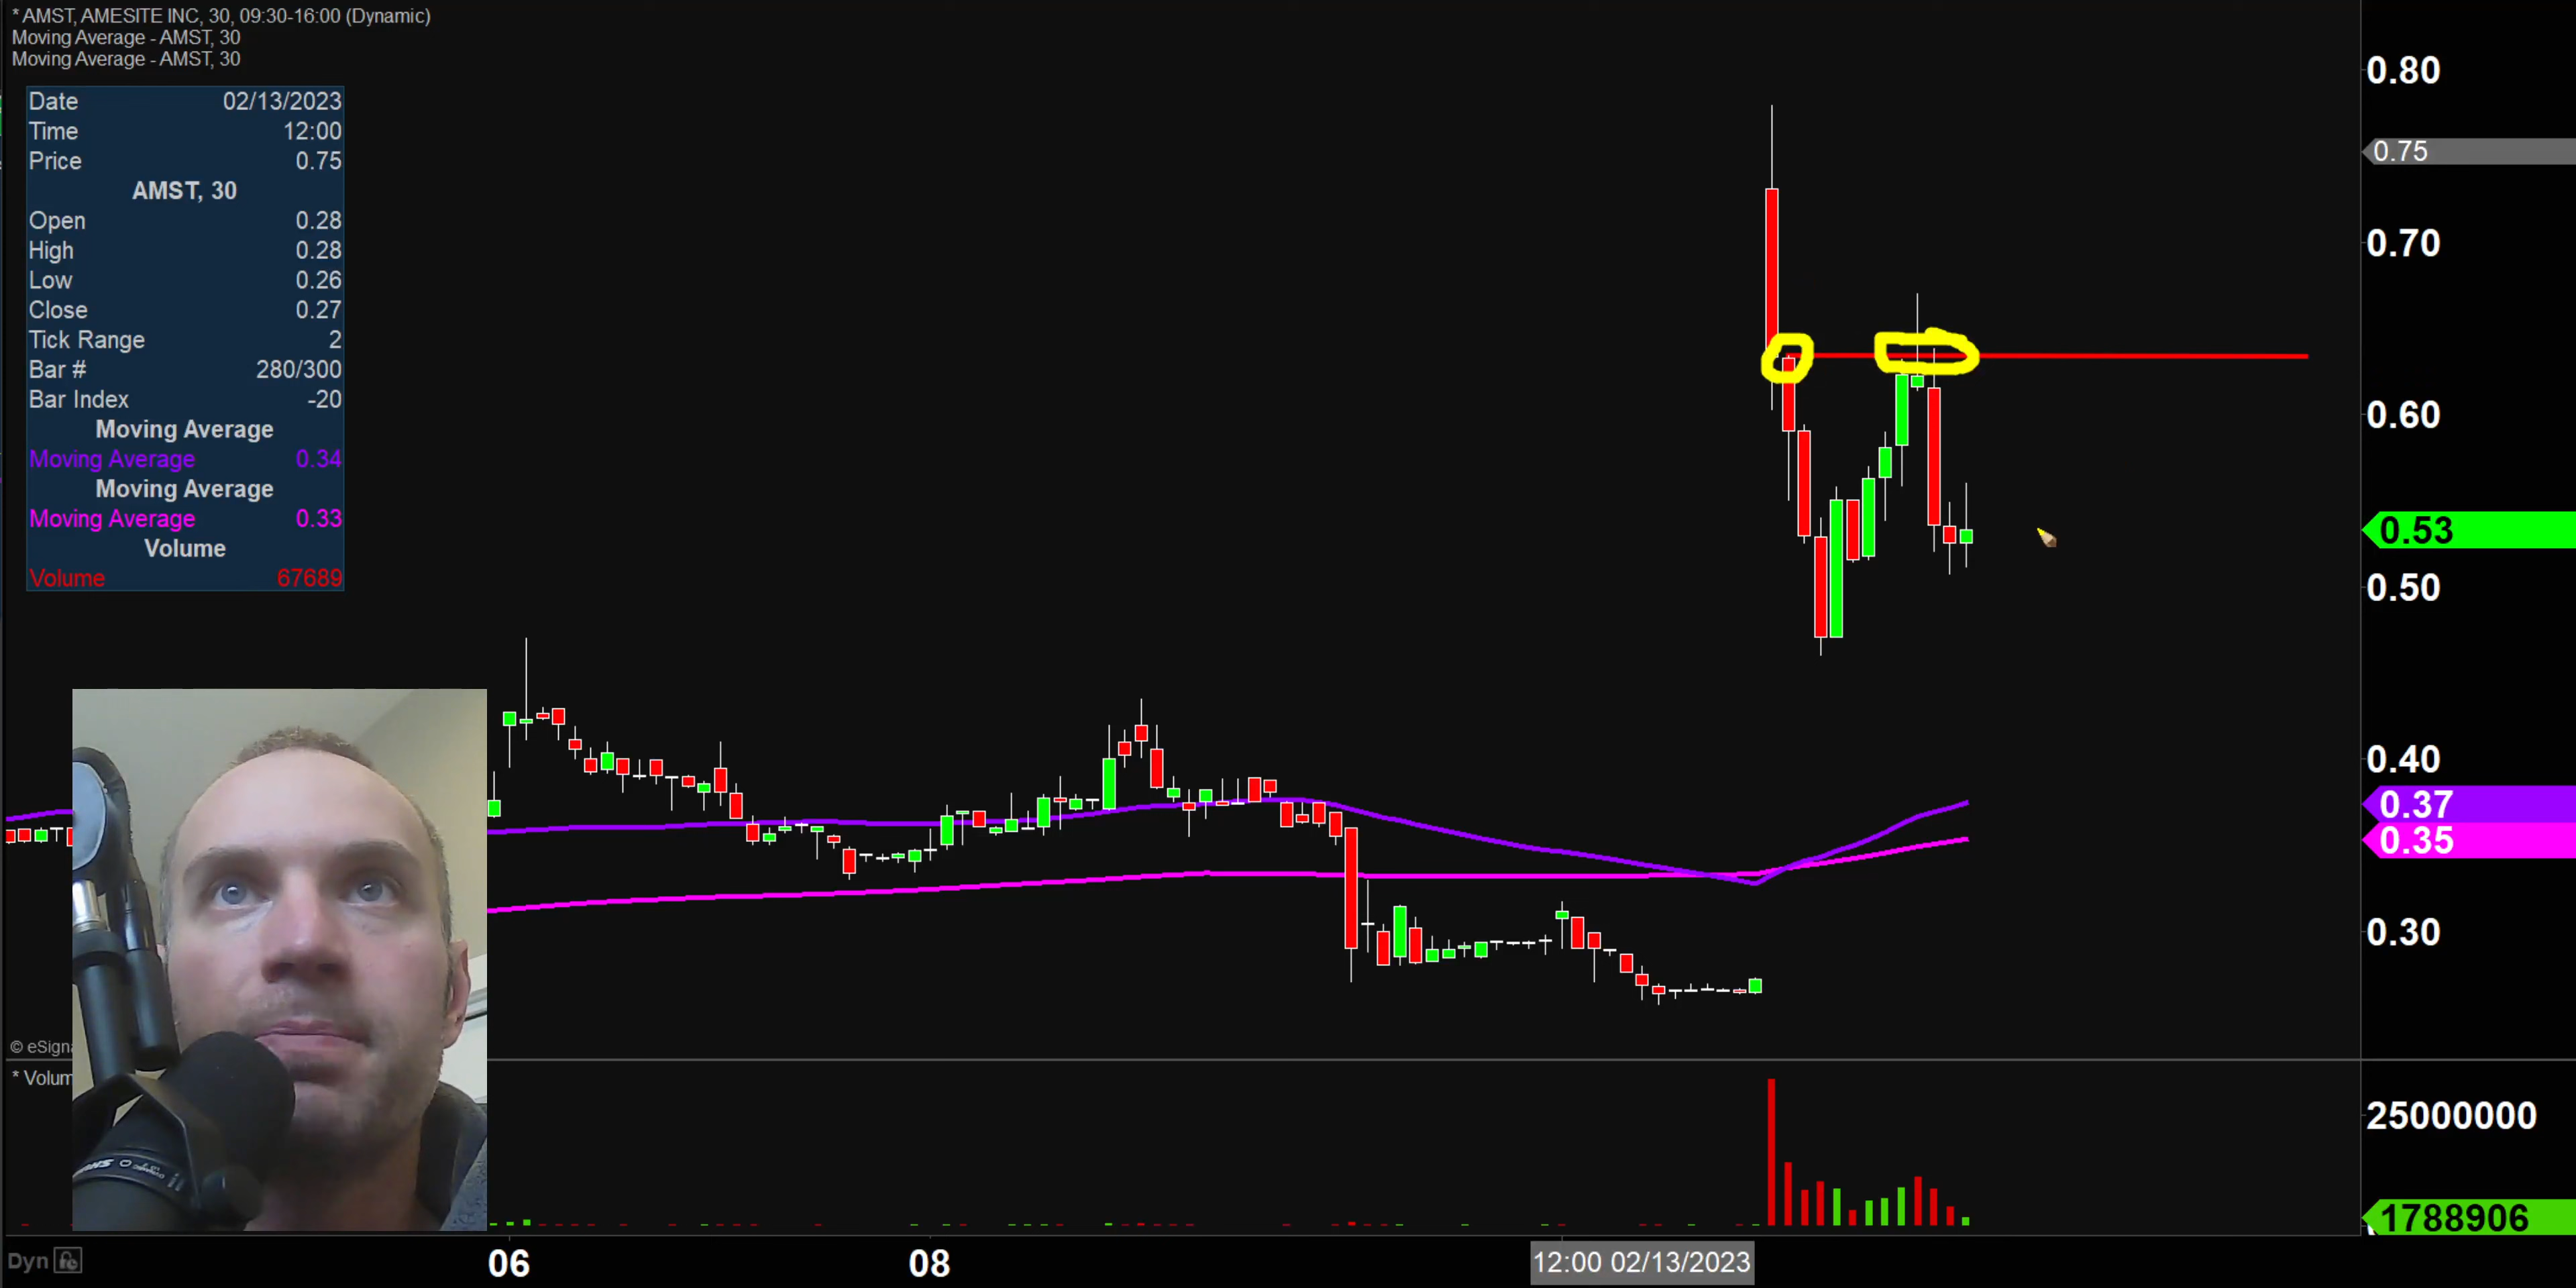 * AMST, AMESITE INC, 30, 09:30-16:00 (Dynamic)
Moving Average - AMST, 30
Moving Average - AMST, 30
Date 02/13/2023
Time 12:00
Price 0.75
AMST, 30
Open 0.28
High 0.28
Low 0.26
Close 0.27
Tick Range 2
Bar # 280/300
Bar Index -20
Moving Average
Moving Average 0.34
Moving Average
Moving Average 0.33
Volume
Volume 67689
0.80
0.75
0.70
0.60
0.53
0.50
0.40
0.37
0.35
0.30
© eSigna
* Volum
25000000
1788906
Dyn
06
08
12:00 02/13/2023